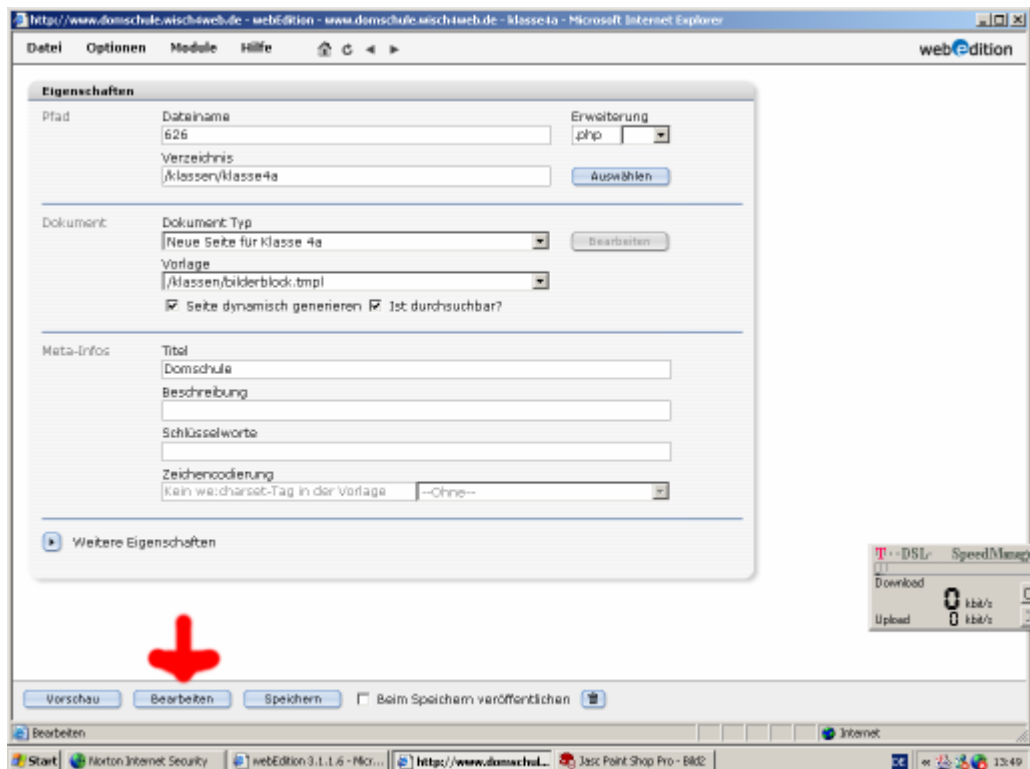 http://www.domschule.wisch4web.de - webEdition - www.domschule.wisch4web.de - klasse4a - Microsoft Internet Explorer
Datei Optionen Module Hilfe webEdition
Eigenschaften
Pfad Dateiname Erweiterung
626 .php
Verzeichnis
/klassen/klasse4a Auswählen
Dokument Dokument Typ
Neue Seite für Klasse 4a Bearbeiten
Vorlage
/klassen/bilderblock.tmpl
Seite dynamisch generieren Ist durchsuchbar?
Meta-Infos Titel
Domschule
Beschreibung
Schlüsselworte
Zeichencodierung
Kein we:charset-Tag in der Vorlage --Ohne--
Weitere Eigenschaften
T··DSL· SpeedManag
Download
0 kbit/s
Upload 0 kbit/s
Vorschau Bearbeiten Speichern Beim Speichern veröffentlichen
Bearbeiten Internet
Start Norton Internet Security webEdition 3.1.1.6 - Micr... http://www.domschul... Jasc Paint Shop Pro - Bild2 DE « 13:49